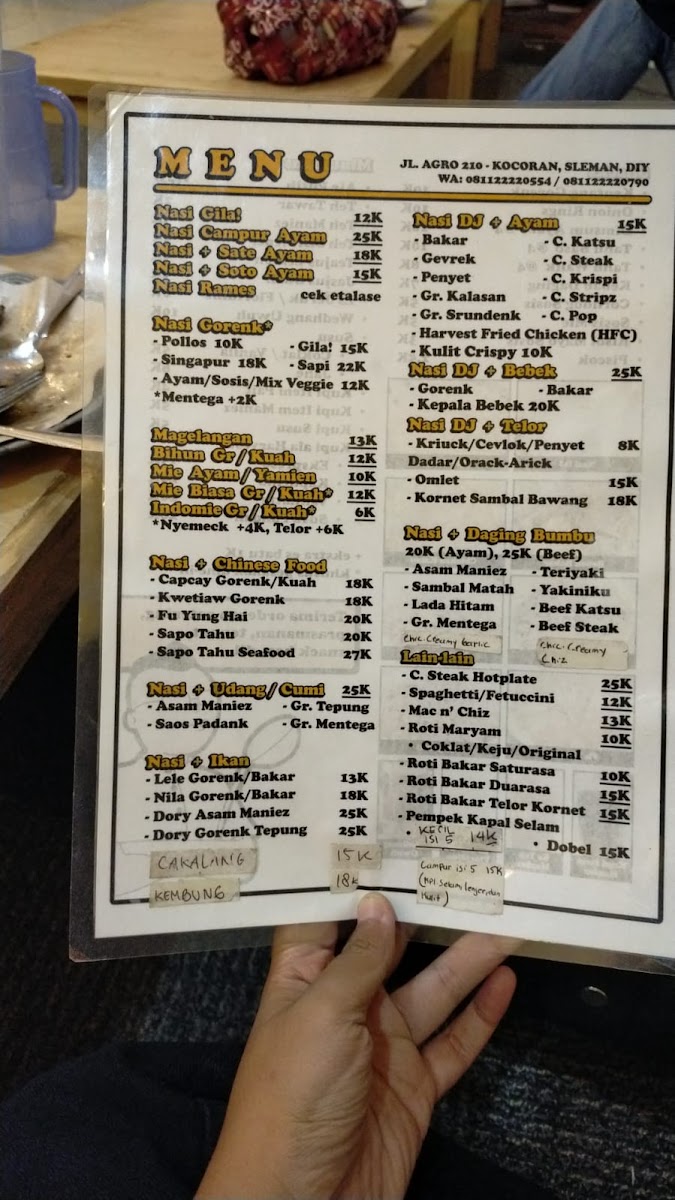 MENU
JL. AGRO 210 - KOCORAN, SLEMAN, DIY
WA: 081122220554 / 081122220790
Nasi Gila! 12K
Nasi Campur Ayam 25K
Nasi + Sate Ayam 18K
Nasi + Soto Ayam 15K
Nasi Rames cek etalase
Nasi Gorenk*
- Pollos 10K - Gila! 15K
- Singapur 18K - Sapi 22K
- Ayam/Sosis/Mix Veggie 12K
*Mentega +2K
Magelangan 13K
Bihun Gr/Kuah 12K
Mie Ayam/Yamien 10K
Mie Biasa Gr/Kuah* 12K
Indomie Gr/Kuah* 6K
*Nyemeck +4K, Telor +6K
Nasi + Chinese Food
- Capcay Gorenk/Kuah 18K
- Kwetiaw Gorenk 18K
- Fu Yung Hai 20K
- Sapo Tahu 20K
- Sapo Tahu Seafood 27K
Nasi + Udang/Cumi 25K
- Asam Maniez - Gr. Tepung
- Saos Padank - Gr. Mentega
Nasi + Ikan
- Lele Gorenk/Bakar 13K
- Nila Gorenk/Bakar 18K
- Dory Asam Maniez 25K
- Dory Gorenk Tepung 25K
CAKALANG 15K
KEMBUNG 18K
Nasi DJ + Ayam 15K
- Bakar - C. Katsu
- Gevrek - C. Steak
- Penyet - C. Krispi
- Gr. Kalasan - C. Stripz
- Gr. Srundenk - C. Pop
- Harvest Fried Chicken (HFC)
- Kulit Crispy 10K
Nasi DJ + Bebek 25K
- Gorenk - Bakar
- Kepala Bebek 20K
Nasi DJ + Telor
- Kriuck/Cevlok/Penyet 8K
Dadar/Orack-Arick
- Omlet 15K
- Kornet Sambal Bawang 18K
Nasi + Daging Bumbu
20K (Ayam), 25K (Beef)
- Asam Maniez - Teriyaki
- Sambal Matah - Yakiniku
- Lada Hitam - Beef Katsu
- Gr. Mentega - Beef Steak
Chic. Creamy Garlic Chic. Creamy
Chiz
Lain-lain
- C. Steak Hotplate 25K
- Spaghetti/Fetuccini 12K
- Mac n' Chiz 13K
- Roti Maryam 10K
• Coklat/Keju/Original
- Roti Bakar Saturasa 10K
- Roti Bakar Duarasa 15K
- Roti Bakar Telor Kornet 15K
- Pempek Kapal Selam
• KECIL ISI 5 14K
• Dobel 15K
Campur isi 5 15K